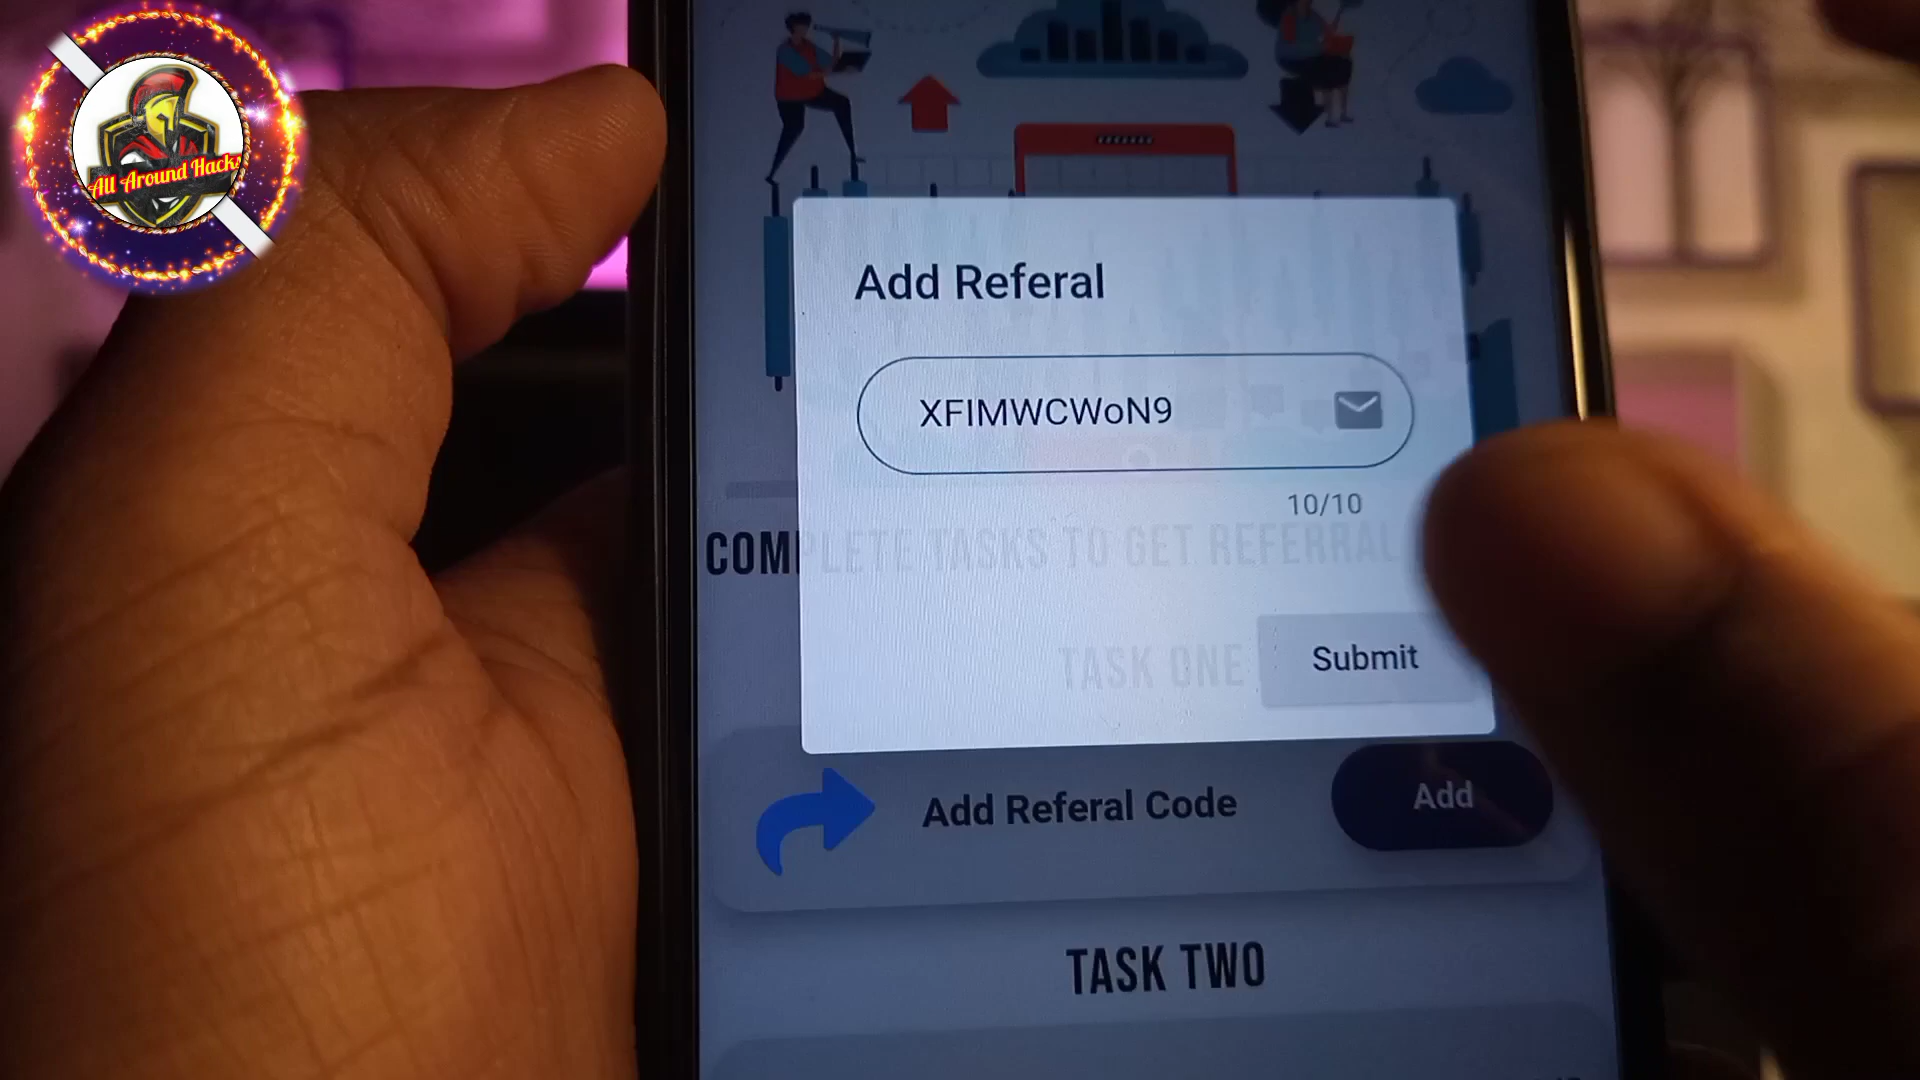 All Around Hacks
Add Referal
XFIMWCWoN9
10/10
COMPLETE TASKS TO GET REFERRAL
TASK ONE
Submit
Add Referal Code
Add
TASK TWO